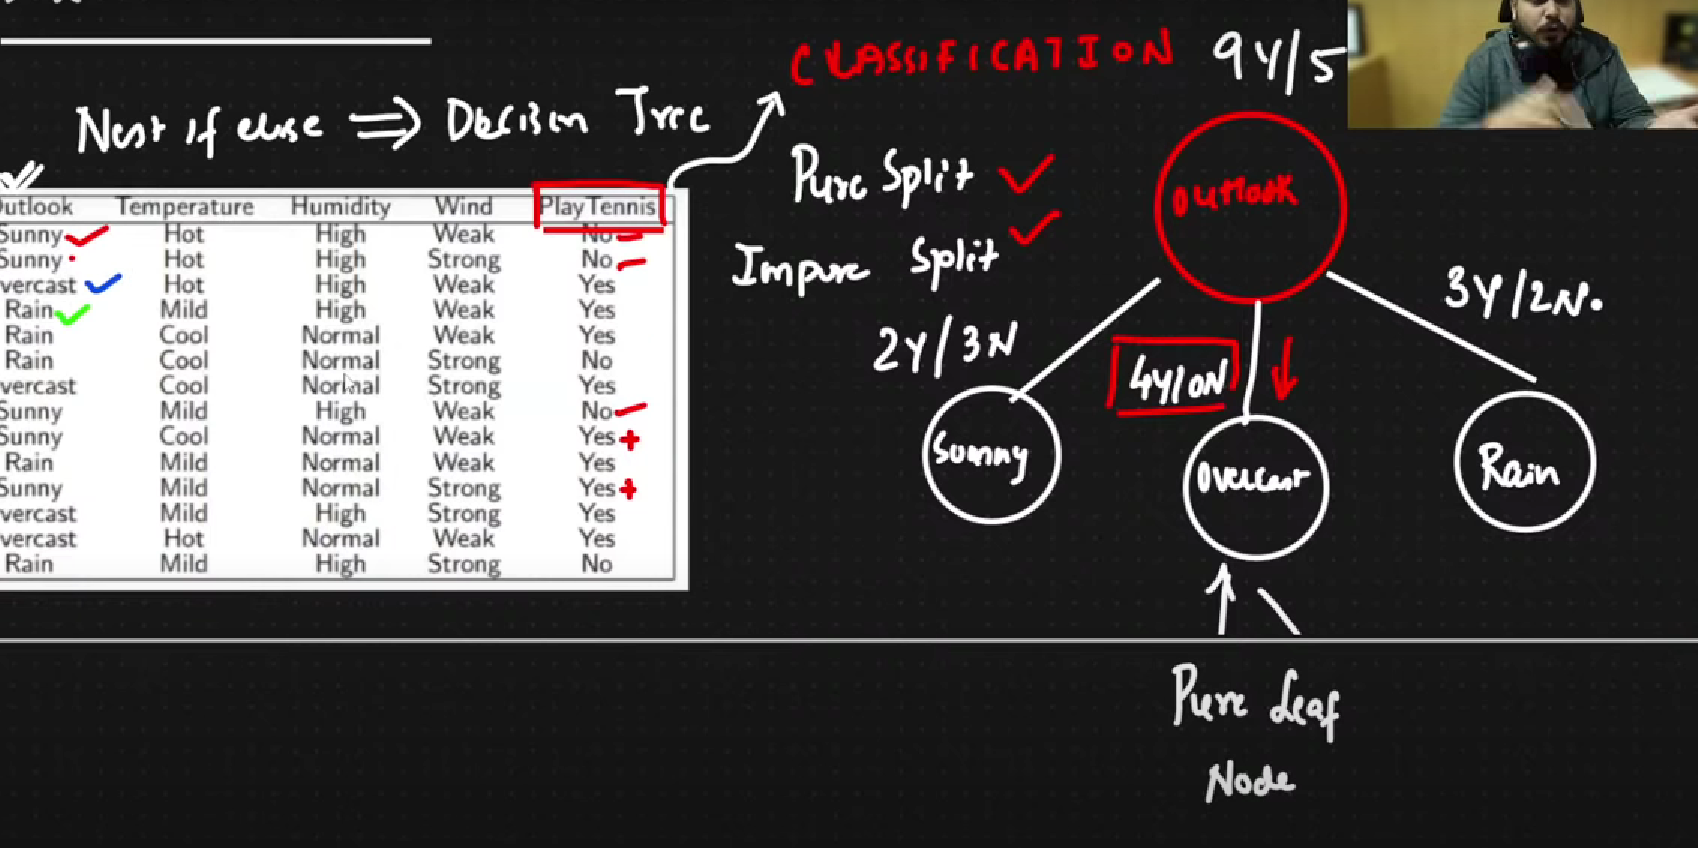 CLASSIFICATION 9Y/5
Nest if else ⇒ Decision Tree
Pure Split ✓
Impure Split ✓
Outlook
utlook Temperature Humidity Wind PlayTennis
Sunny Hot High Weak No
Sunny Hot High Strong No
vercast Hot High Weak Yes
Rain Mild High Weak Yes
Rain Cool Normal Weak Yes
Rain Cool Normal Strong No
vercast Cool Normal Strong Yes
Sunny Mild High Weak No
Sunny Cool Normal Weak Yes +
Rain Mild Normal Weak Yes
Sunny Mild Normal Strong Yes +
vercast Mild High Strong Yes
vercast Hot Normal Weak Yes
Rain Mild High Strong No
2Y/3N
4Y/0N
3Y/2N.
Sunny
Overcast
Rain
Pure Leaf
Node